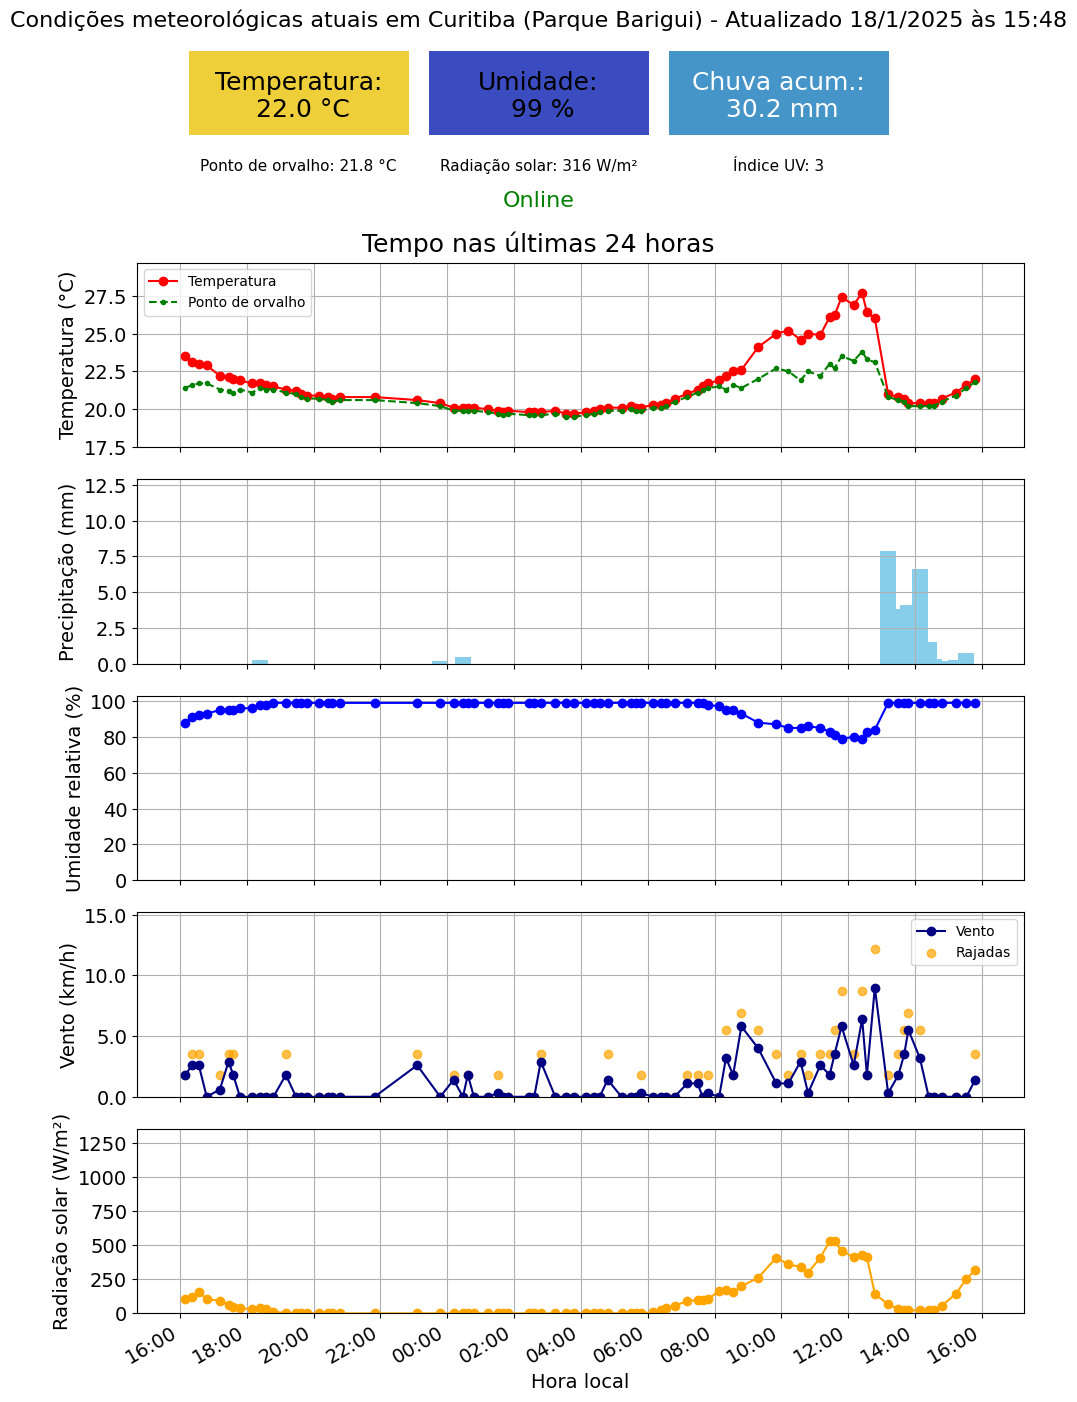 Condições meteorológicas atuais em Curitiba (Parque Barigui) - Atualizado 18/1/2025 às 15:48
Temperatura:
22.0 °C
Umidade:
99 %
Chuva acum.:
30.2 mm
Ponto de orvalho: 21.8 °C
Radiação solar: 316 W/m²
Índice UV: 3
Online
Tempo nas últimas 24 horas
Temperatura (°C)
27.5
25.0
22.5
20.0
17.5
Temperatura
Ponto de orvalho
Precipitação (mm)
12.5
10.0
7.5
5.0
2.5
0.0
Umidade relativa (%)
100
80
60
40
20
0
Vento (km/h)
15.0
10.0
5.0
0.0
Vento
Rajadas
Radiação solar (W/m²)
1250
1000
750
500
250
0
16:00
18:00
20:00
22:00
00:00
02:00
04:00
06:00
08:00
10:00
12:00
14:00
16:00
Hora local